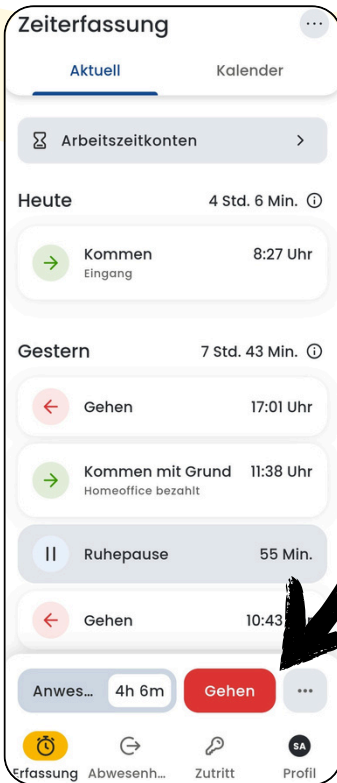 Zeiterfassung
Aktuell Kalender
Arbeitszeitkonten
Heute 4 Std. 6 Min.
Kommen 8:27 Uhr
Eingang
Gestern 7 Std. 43 Min.
Gehen 17:01 Uhr
Kommen mit Grund 11:38 Uhr
Homeoffice bezahlt
Ruhepause 55 Min.
Gehen 10:43
Anwes... 4h 6m Gehen
Erfassung Abwesenh... Zutritt SA Profil